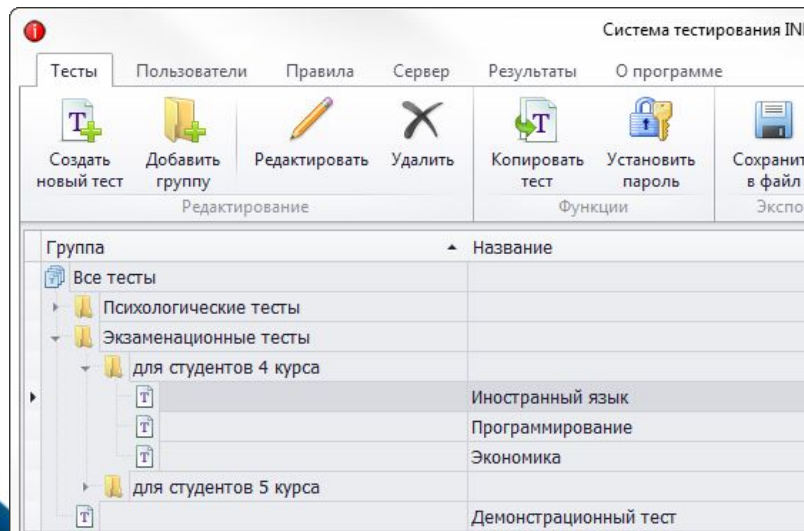 Система тестирования IN
Тесты Пользователи Правила Сервер Результаты О программе
Создать новый тест
Добавить группу
Редактировать
Удалить
Копировать тест
Установить пароль
Сохранит
в файл
Редактирование
Функции
Экспо
Группа Название
Все тесты
Психологические тесты
Экзаменационные тесты
для студентов 4 курса
Иностранный язык
Программирование
Экономика
для студентов 5 курса
Демонстрационный тест